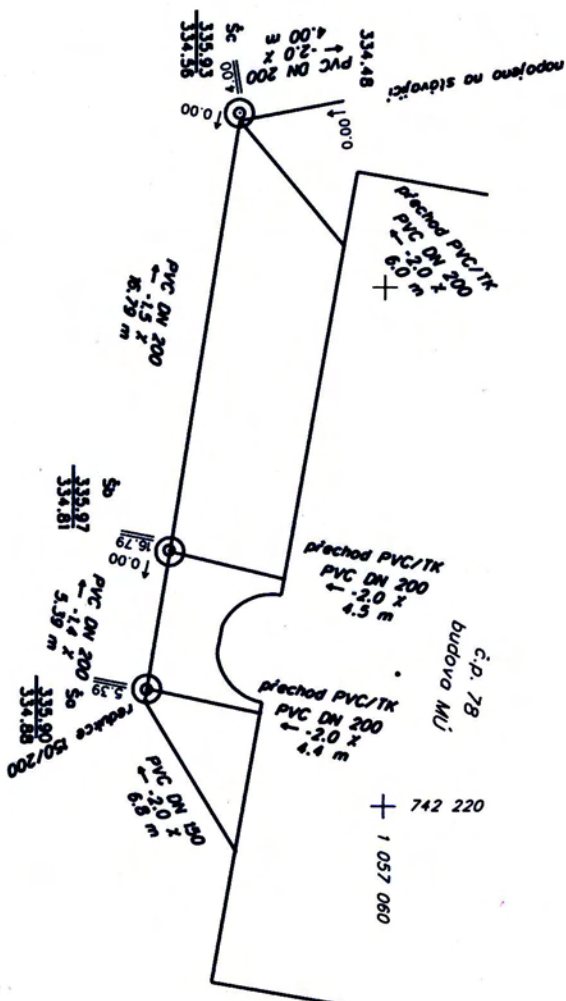 napojeno na stávající.
334.48
PVC DN 200
← -2.0 x
4.00 m
Šc
335.93
334.56
4.00
↑0.00
↑0.00
přechod PVC/TK
PVC DN 200
← -2.0 x
6.0 m
PVC DN 200
← -1.5 x
16.79 m
Šb
335.97
334.81
16.79
↑0.00
přechod PVC/TK
PVC DN 200
← -2.0 x
4.5 m
PVC DN 200
← -1.4 x
5.39 m
5.39
Ša
335.90
334.88
redukce 150/200
přechod PVC/TK
PVC DN 200
← -2.0 x
4.4 m
PVC DN 150
← -2.0 x
6.8 m
č.p. 78
budova MÚ
742 220
1 057 060